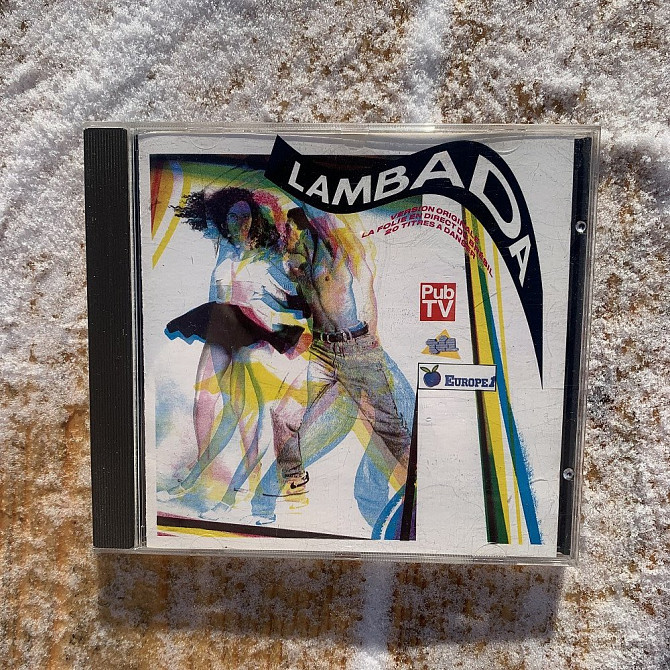 LAMBADA
VERSION ORIGINALE
LA FOLIE EN DIRECT DU BRESIL
20 TITRES A DANSER
Pub
TV
EUROPE 1